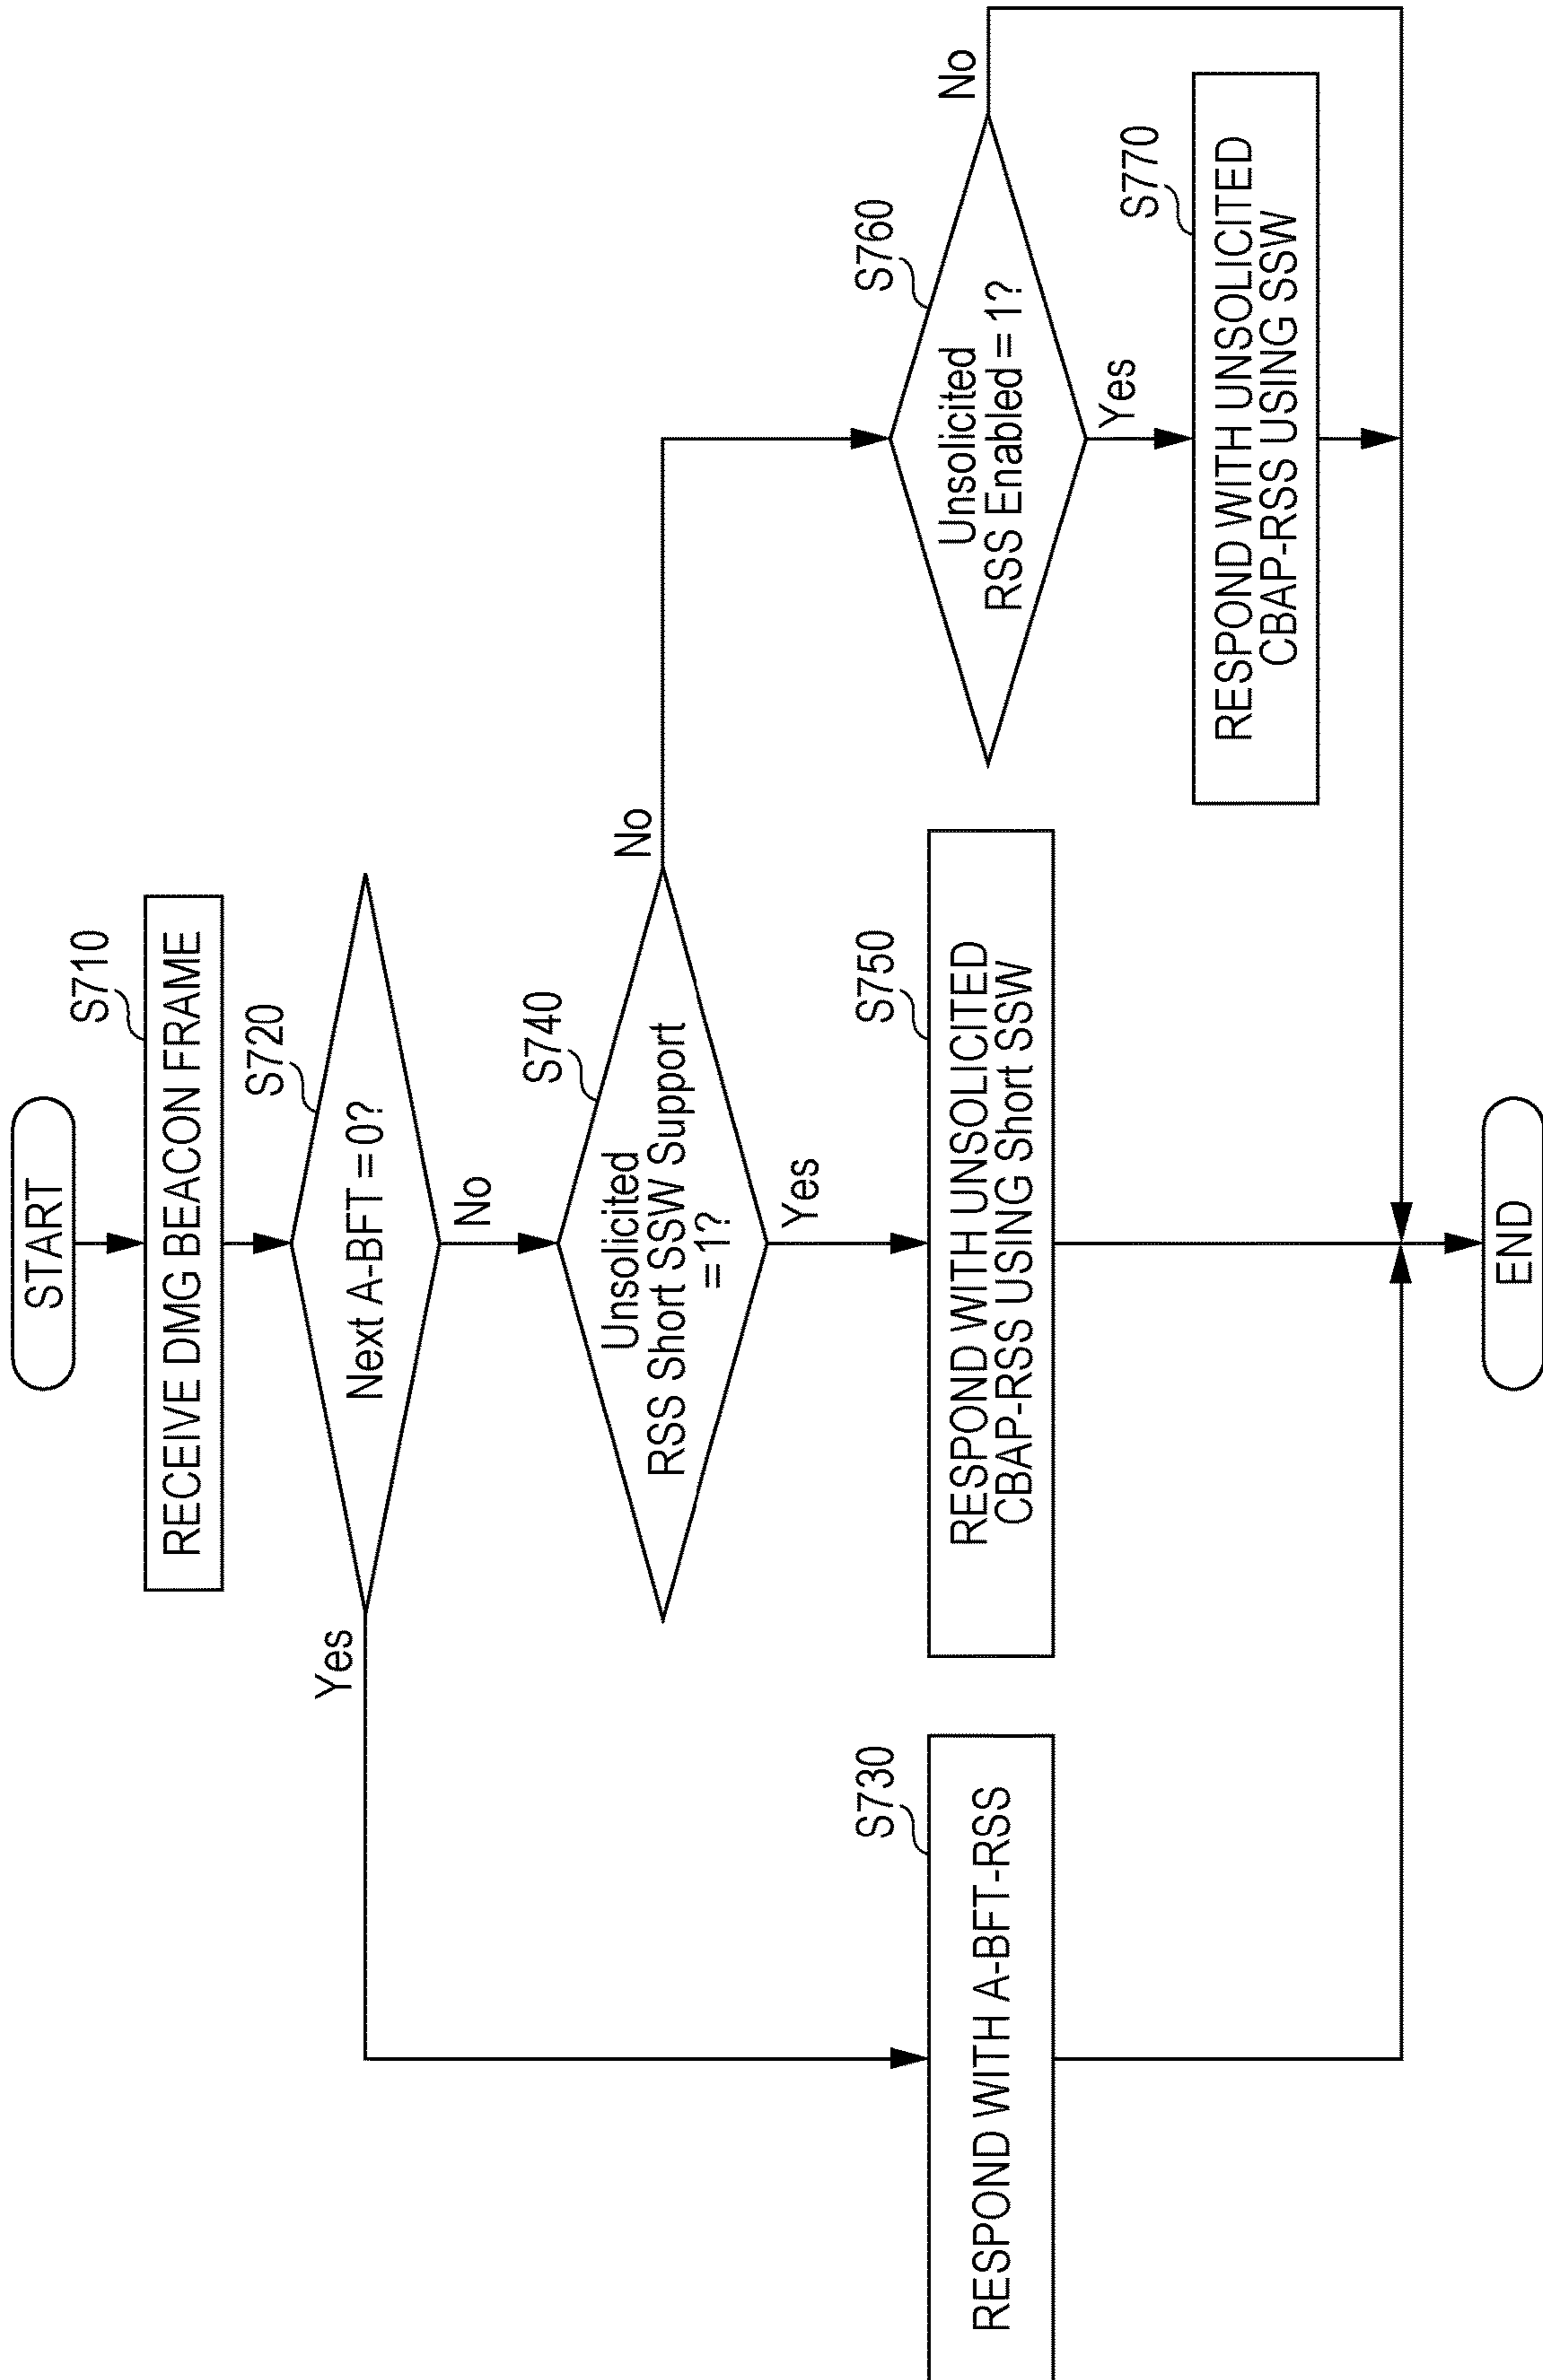 START
S710
RECEIVE DMG BEACON FRAME
S720
Next A-BFT = 0?
Yes
No
S740
Unsolicited
RSS Short SSW Support
= 1?
No
Yes
S730
RESPOND WITH A-BFT-RSS
S750
RESPOND WITH UNSOLICITED
CBAP-RSS USING Short SSW
S760
Unsolicited
RSS Enabled = 1?
No
Yes
S770
RESPOND WITH UNSOLICITED
CBAP-RSS USING SSW
END